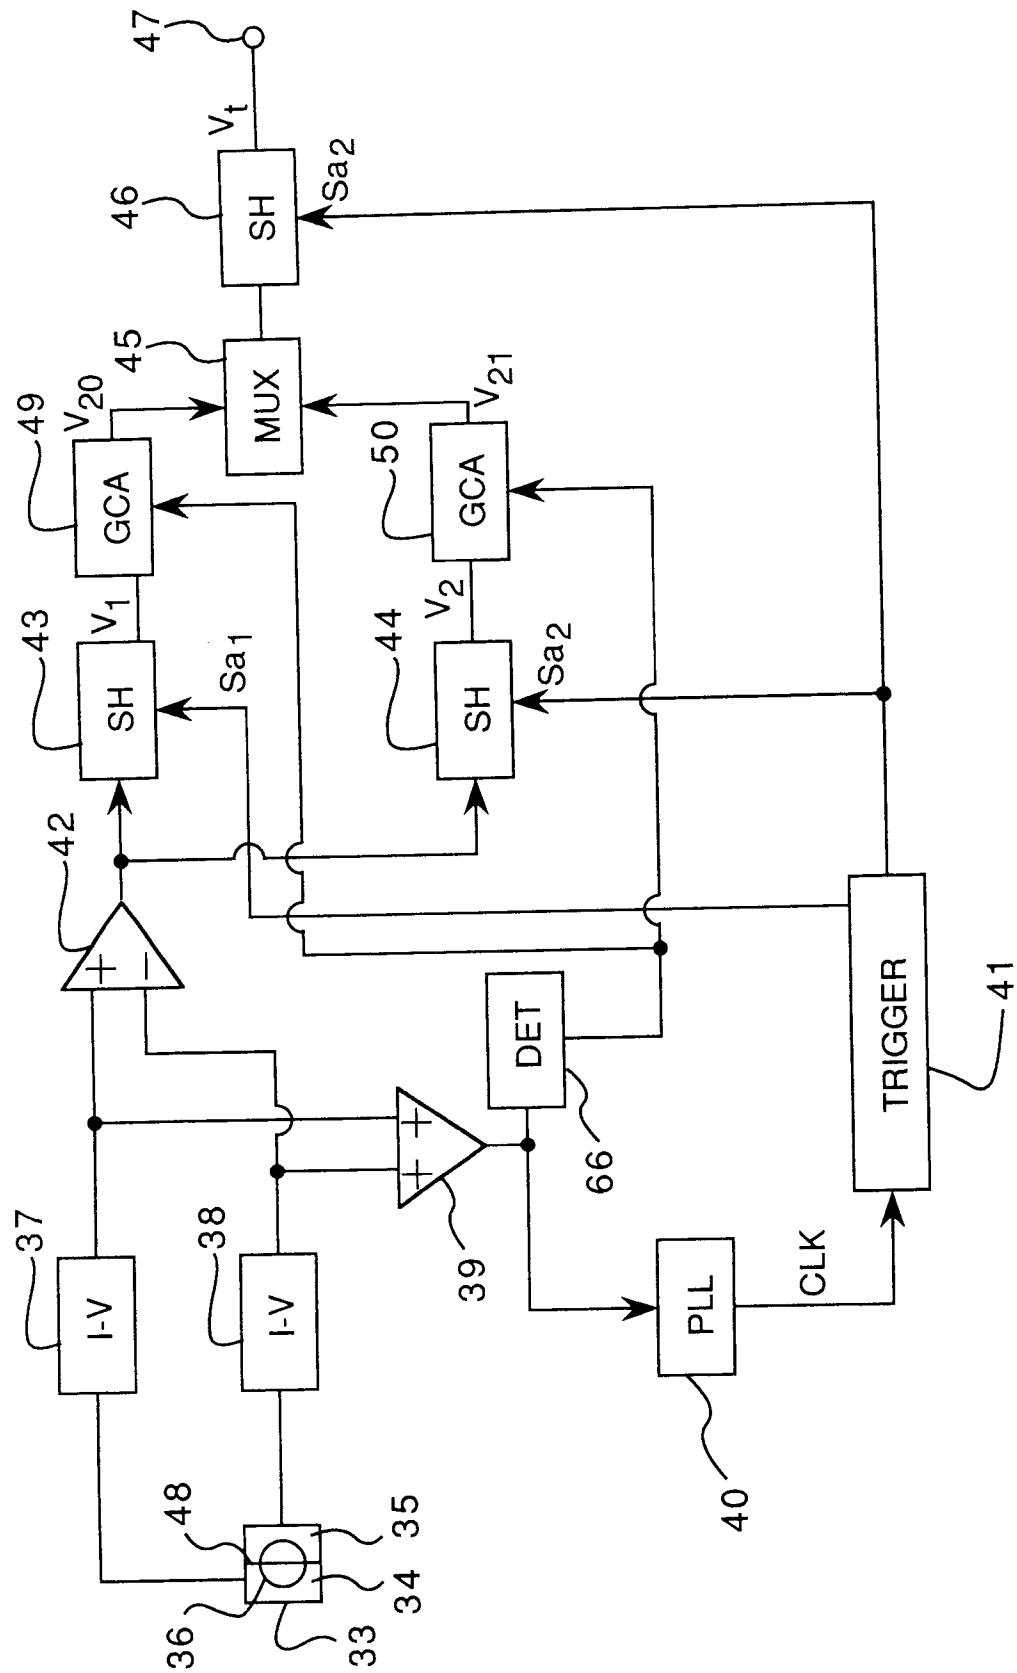 47
Vt
46
SH
Sa2
45
MUX
49
V20
GCA
50
V21
GCA
43
V1
SH
Sa1
44
V2
SH
Sa2
42
+
−
DET
66
TRIGGER
41
37
I-V
38
I-V
+
+
39
PLL
CLK
40
48
35
36
34
33